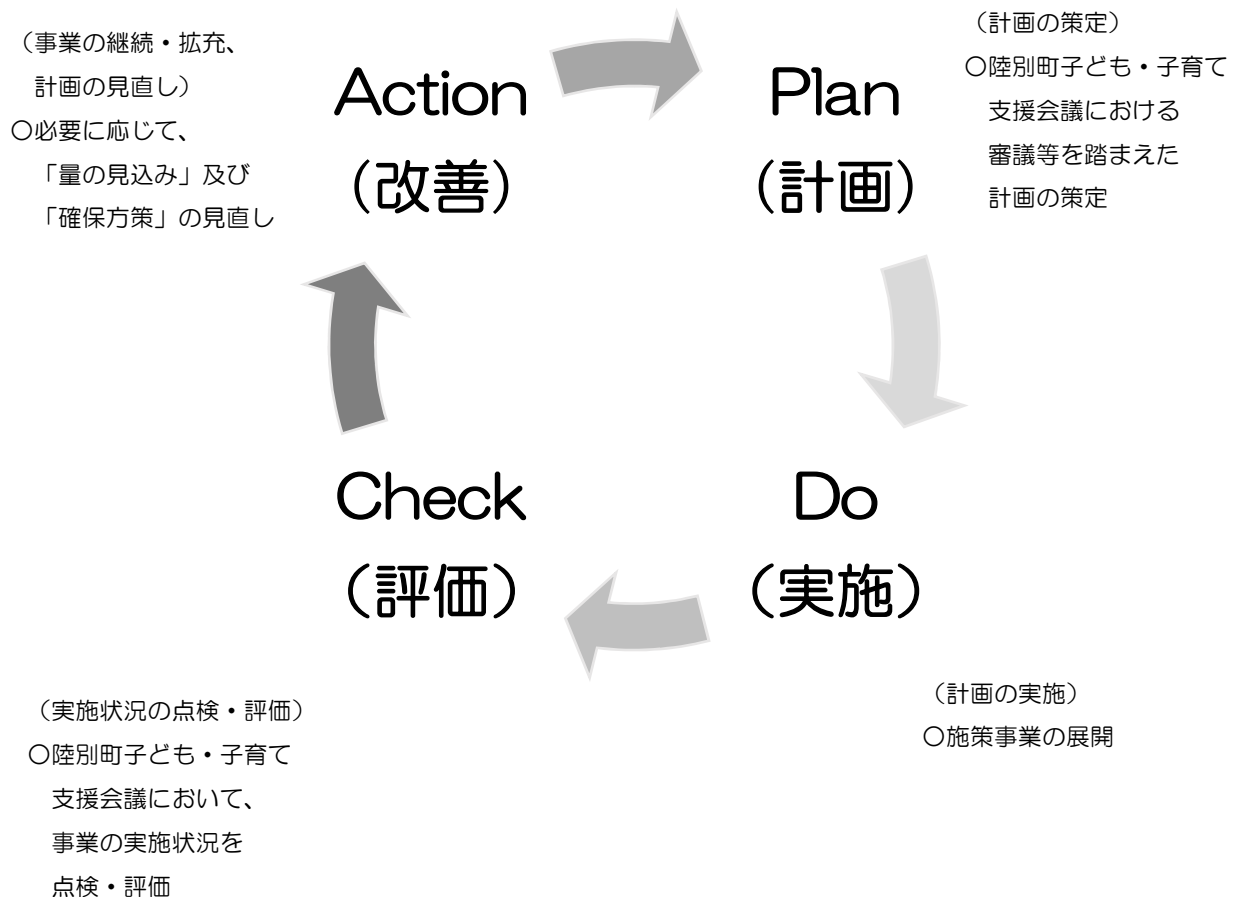 （事業の継続・拡充、
計画の見直し）
○必要に応じて、
「量の見込み」及び
「確保方策」の見直し
Action
（改善）
Plan
（計画）
（計画の策定）
○陸別町子ども・子育て
支援会議における
審議等を踏まえた
計画の策定
Check
（評価）
Do
（実施）
（実施状況の点検・評価）
○陸別町子ども・子育て
支援会議において、
事業の実施状況を
点検・評価
（計画の実施）
○施策事業の展開